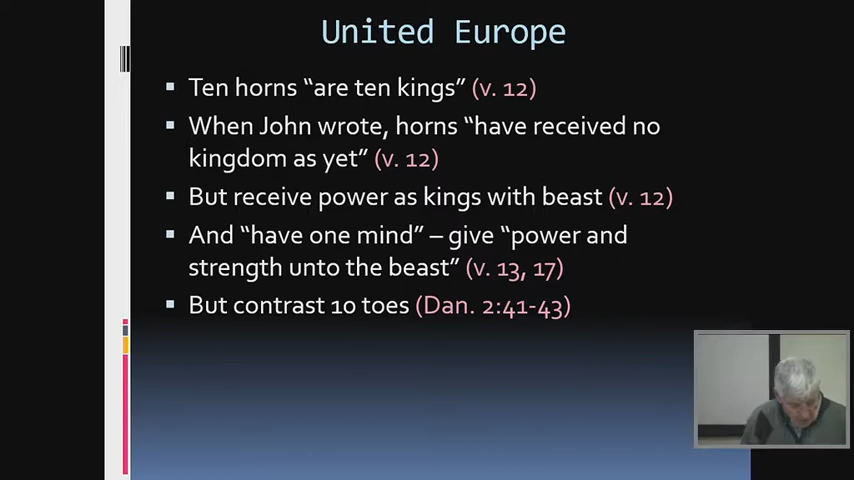 United Europe
Ten horns “are ten kings” (v. 12)
When John wrote, horns “have received no
kingdom as yet” (v. 12)
But receive power as kings with beast (v. 12)
And “have one mind” – give “power and
strength unto the beast” (v. 13, 17)
But contrast 10 toes (Dan. 2:41-43)